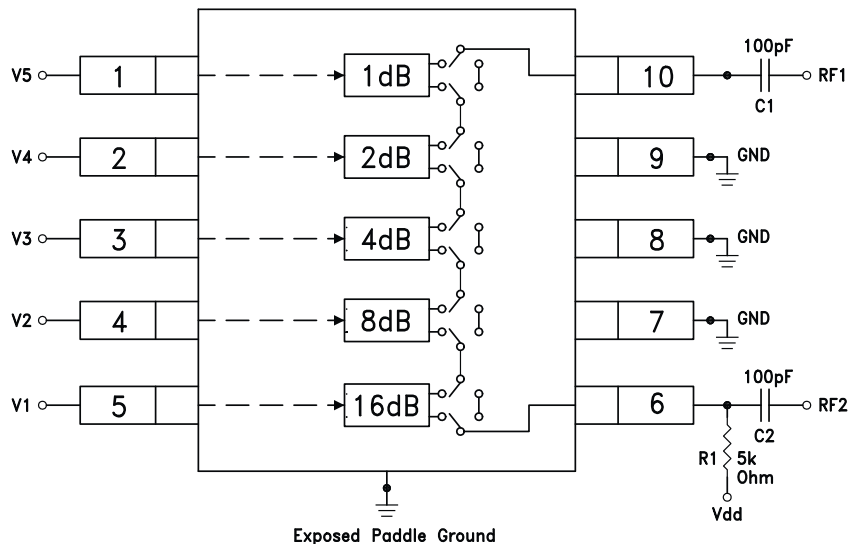 100pF
V5 1 1dB 10 RF1
C1
V4 2 2dB 9 GND
V3 3 4dB 8 GND
V2 4 8dB 7 GND
100pF
V1 5 16dB 6 RF2
C2
R1 5k
Ohm
Vdd
Exposed Paddle Ground